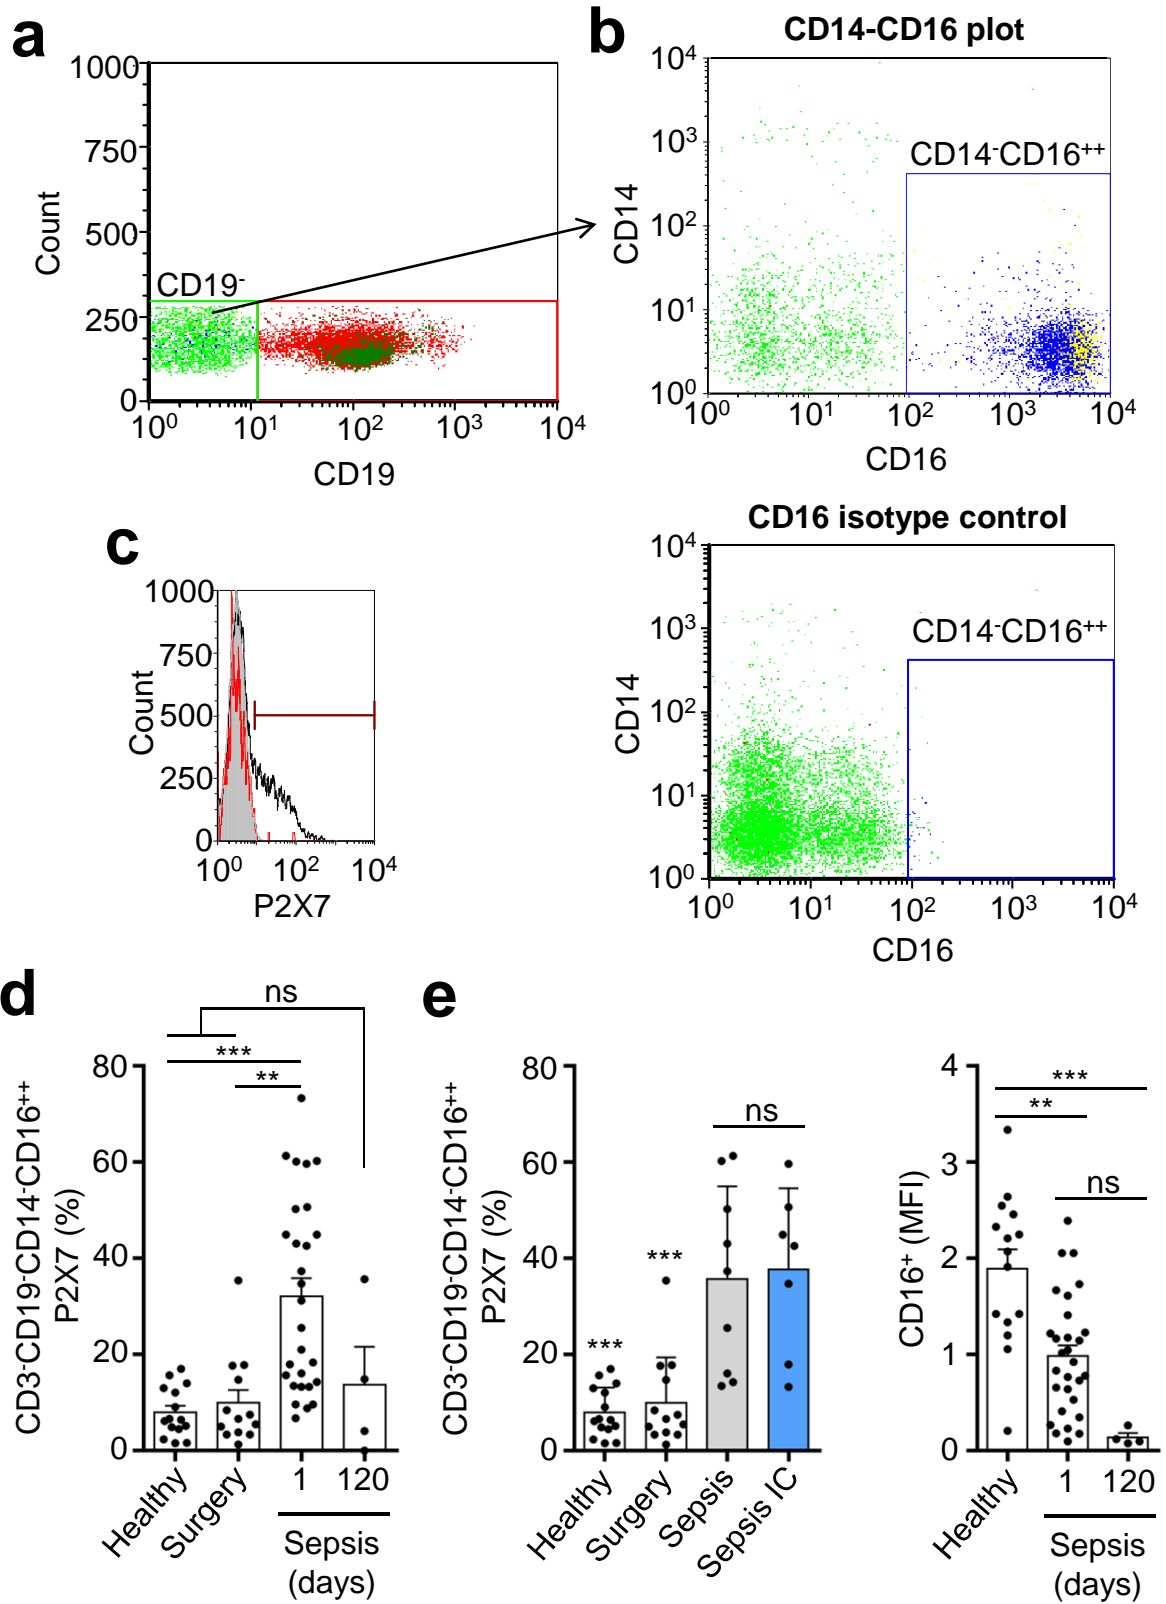 a
1000
750
500
250
0
Count
CD19⁻
10⁰ 10¹ 10² 10³ 10⁴
CD19
b
CD14-CD16 plot
10⁴
10³
10²
10¹
10⁰
CD14
CD14⁻CD16⁺⁺
10⁰ 10¹ 10² 10³ 10⁴
CD16
CD16 isotype control
10⁴
10³
10²
10¹
10⁰
CD14
CD14⁻CD16⁺⁺
10⁰ 10¹ 10² 10³ 10⁴
CD16
c
1000
750
500
250
0
Count
10⁰ 10² 10⁴
P2X7
d
ns
***
**
80
60
40
20
0
CD3⁻CD19⁻CD14⁻CD16⁺⁺
P2X7 (%)
Healthy
Surgery
1 120
Sepsis
(days)
e
80
60
40
20
0
CD3⁻CD19⁻CD14⁻CD16⁺⁺
P2X7 (%)
***
***
ns
Healthy
Surgery
Sepsis
Sepsis IC
4
3
2
1
0
CD16⁺ (MFI)
***
**
ns
Healthy
1 120
Sepsis
(days)